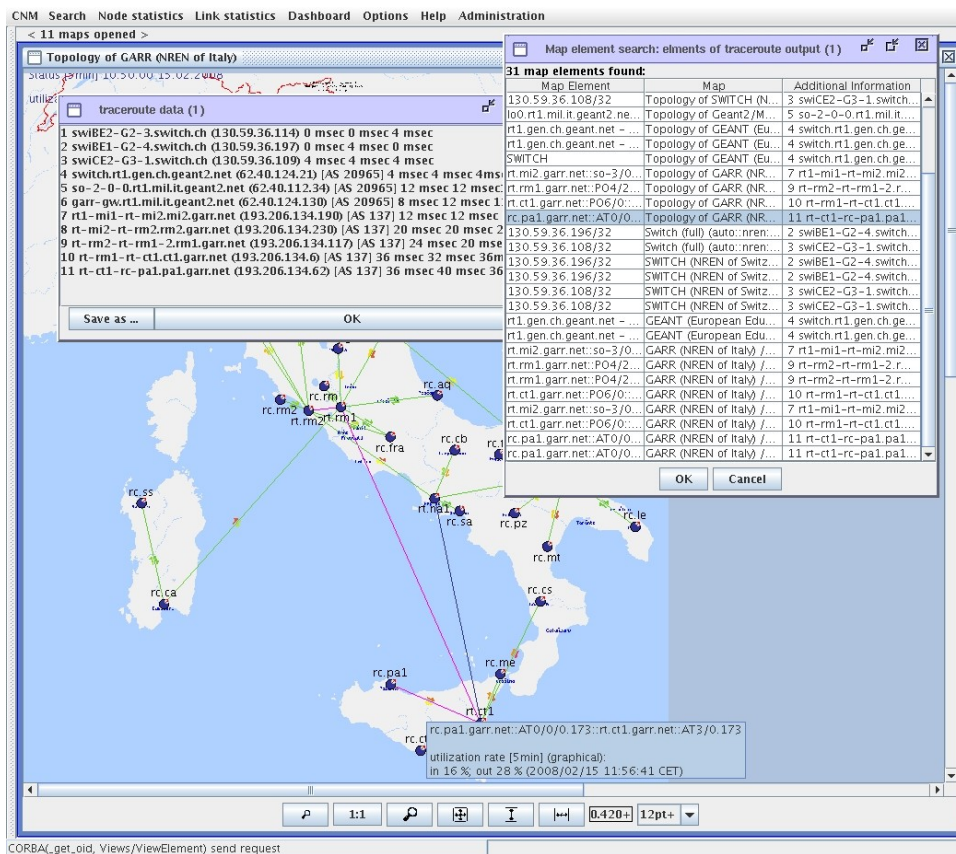 CNM Search Node statistics Link statistics Dashboard Options Help Administration
< 11 maps opened >
Topology of GARR (NREN of Italy)
Status [5min] 10:50:00 15.02.2008
traceroute data (1)
1 swiBE2-G2-3.switch.ch (130.59.36.114) 0 msec 0 msec 4 msec
2 swiBE1-G2-4.switch.ch (130.59.36.197) 0 msec 4 msec 0 msec
3 swiCE2-G3-1.switch.ch (130.59.36.109) 4 msec 4 msec 4 msec
4 switch.rt1.gen.ch.geant2.net (62.40.124.21) [AS 20965] 4 msec 4 msec 4ms
5 so-2-0-0.rt1.mil.it.geant2.net (62.40.112.34) [AS 20965] 12 msec 12 msec
6 garr-gw.rt1.mil.it.geant2.net (62.40.124.130) [AS 20965] 8 msec 12 msec 1
7 rt1-mi1-rt-mi2.mi2.garr.net (193.206.134.190) [AS 137] 12 msec 12 msec
8 rt-mi2-rt-rm2.rm2.garr.net (193.206.134.230) [AS 137] 20 msec 20 msec 2
9 rt-rm2-rt-rm1-2.rm1.garr.net (193.206.134.117) [AS 137] 24 msec 20 mse
10 rt-rm1-rt-ct1.ct1.garr.net (193.206.134.6) [AS 137] 36 msec 32 msec 36m
11 rt-ct1-rc-pa1.pa1.garr.net (193.206.134.62) [AS 137] 36 msec 40 msec 36
Save as ... OK
Map element search: elments of traceroute output (1)
31 map elements found:
Map Element Map Additional Information
130.59.36.108/32 Topology of SWITCH (N... 3 swiCE2-G3-1.switch...
lo0.rt1.mil.it.geant2.ne... Topology of Geant2/M... 5 so-2-0-0.rt1.mil.it....
rt1.gen.ch.geant.net - ... Topology of GEANT (Eu... 4 switch.rt1.gen.ch.ge...
rt1.gen.ch.geant.net - ... Topology of GEANT (Eu... 4 switch.rt1.gen.ch.ge...
SWITCH Topology of GEANT (Eu... 4 switch.rt1.gen.ch.ge...
rt.mi2.garr.net::so-3/0... Topology of GARR (NR... 7 rt1-mi1-rt-mi2.mi2...
rt.rm1.garr.net::PO4/2... Topology of GARR (NR... 9 rt-rm2-rt-rm1-2.r...
rt.ct1.garr.net::PO6/0::... Topology of GARR (NR... 10 rt-rm1-rt-ct1.ct1...
rc.pa1.garr.net::AT0/0... Topology of GARR (NR... 11 rt-ct1-rc-pa1.pa1...
130.59.36.196/32 Switch (full) (auto::nren:... 2 swiBE1-G2-4.switch...
130.59.36.108/32 Switch (full) (auto::nren:... 3 swiCE2-G3-1.switch...
130.59.36.196/32 SWITCH (NREN of Switz... 2 swiBE1-G2-4.switch...
130.59.36.196/32 SWITCH (NREN of Switz... 2 swiBE1-G2-4.switch...
130.59.36.108/32 SWITCH (NREN of Switz... 3 swiCE2-G3-1.switch...
130.59.36.108/32 SWITCH (NREN of Switz... 3 swiCE2-G3-1.switch...
rt1.gen.ch.geant.net - ... GEANT (European Edu... 4 switch.rt1.gen.ch.ge...
rt1.gen.ch.geant.net - ... GEANT (European Edu... 4 switch.rt1.gen.ch.ge...
rt.mi2.garr.net::so-3/0... GARR (NREN of Italy) /... 7 rt1-mi1-rt-mi2.mi2...
rt.rm1.garr.net::PO4/2... GARR (NREN of Italy) /... 9 rt-rm2-rt-rm1-2.r...
rt.rm1.garr.net::PO4/2... GARR (NREN of Italy) /... 9 rt-rm2-rt-rm1-2.r...
rt.ct1.garr.net::PO6/0::... GARR (NREN of Italy) /... 10 rt-rm1-rt-ct1.ct1...
rt.mi2.garr.net::so-3/0... GARR (NREN of Italy) /... 7 rt1-mi1-rt-mi2.mi2...
rt.ct1.garr.net::PO6/0::... GARR (NREN of Italy) /... 10 rt-rm1-rt-ct1.ct1...
rc.pa1.garr.net::AT0/0... GARR (NREN of Italy) /... 11 rt-ct1-rc-pa1.pa1...
rc.pa1.garr.net::AT0/0... GARR (NREN of Italy) /... 11 rt-ct1-rc-pa1.pa1...
OK Cancel
rc.rm
rc.aq
rc.rm2
rt.rm2
rt.rm1
rc.fra
rc.cb
rc.ss
rt.na1
rc.sa
rc.pz
rc.le
rc.mt
rc.ca
rc.cs
rc.me
rc.pa1
rt.ct1
rc.ct
rc.pa1.garr.net::AT0/0/0.173::rt.ct1.garr.net::AT3/0.173
utilization rate [5min] (graphical):
in 16 %; out 28 % (2008/02/15 11:56:41 CET)
1:1 0.420+ 12pt+
CORBA(_get_oid, Views/ViewElement) send request